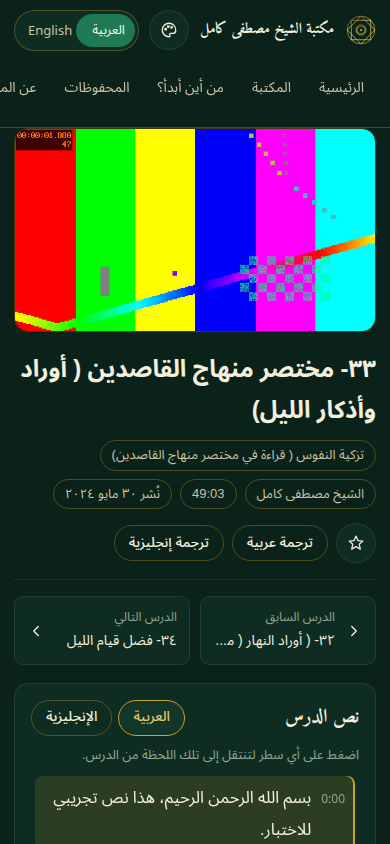 مكتبة الشيخ مصطفى كامل
العربية
English
الرئيسية
المكتبة
من أين أبدأ؟
المحفوظات
عن
00:00:01.000
47
٣٣- مختصر منهاج القاصدين ( أوراد
وأذكار الليل)
تزكية النفوس ( قراءة في مختصر منهاج القاصدين)
الشيخ مصطفى كامل
49:03
نُشر ٣٠ مايو ٢٠٢٤
ترجمة عربية
ترجمة إنجليزية
الدرس السابق
٣٢- ( أوراد النهار ( مـ...
الدرس التالي
٣٤- فضل قيام الليل
نص الدرس
العربية
الإنجليزية
اضغط على أي سطر لتنتقل إلى تلك اللحظة من الدرس.
0:00 بسم الله الرحمن الرحيم، هذا نص تجريبي
للاختبار.